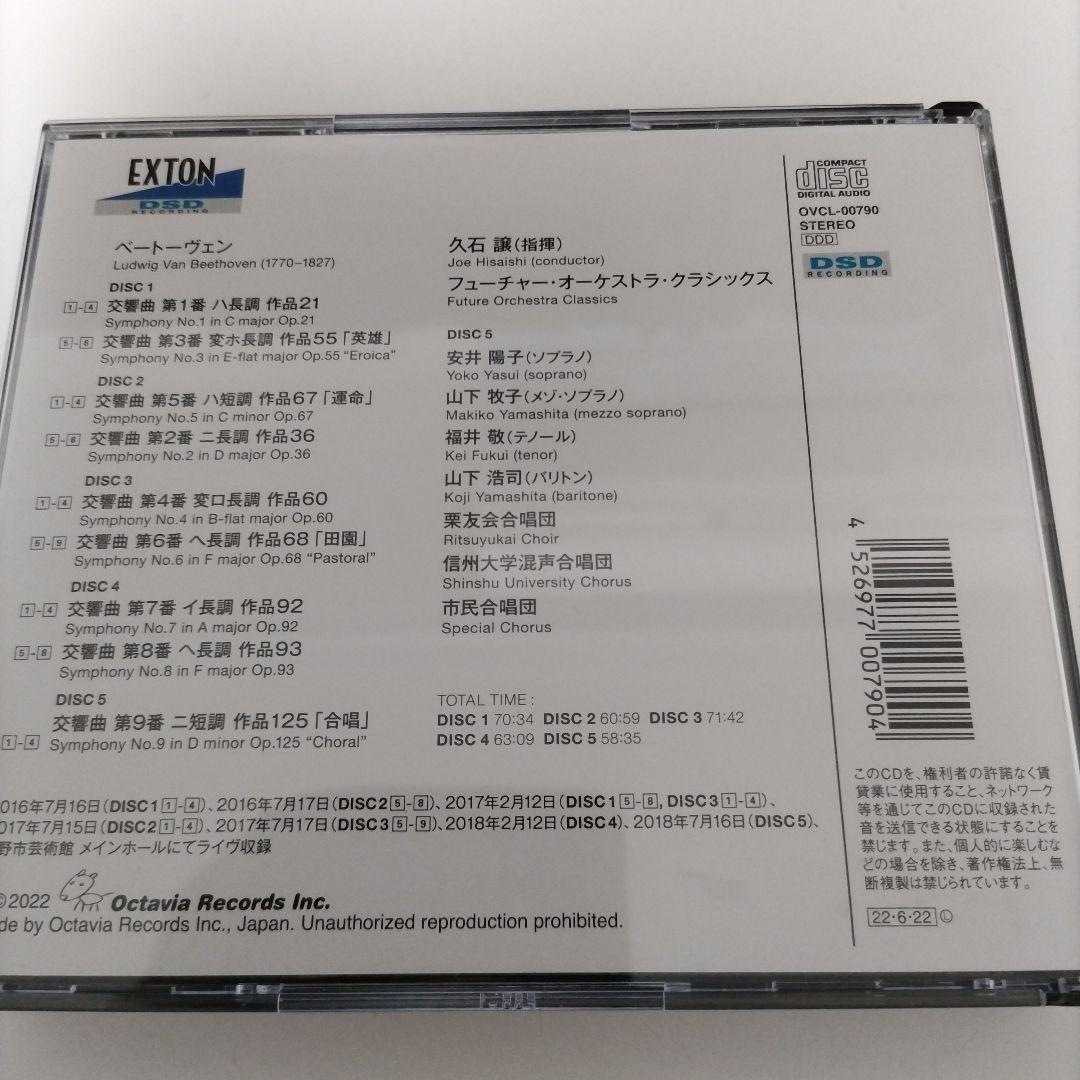 EXTON
DSD
RECORDING
ベートーヴェン
Ludwig Van Beethoven (1770–1827)
DISC 1
1-4 交響曲 第1番 ハ長調 作品21
Symphony No.1 in C major Op.21
5-8 交響曲 第3番 変ホ長調 作品55「英雄」
Symphony No.3 in E-flat major Op.55 “Eroica”
DISC 2
1-4 交響曲 第5番 ハ短調 作品67「運命」
Symphony No.5 in C minor Op.67
5-8 交響曲 第2番 ニ長調 作品36
Symphony No.2 in D major Op.36
DISC 3
1-4 交響曲 第4番 変ロ長調 作品60
Symphony No.4 in B-flat major Op.60
5-9 交響曲 第6番 ヘ長調 作品68「田園」
Symphony No.6 in F major Op.68 “Pastoral”
DISC 4
1-4 交響曲 第7番 イ長調 作品92
Symphony No.7 in A major Op.92
5-8 交響曲 第8番 ヘ長調 作品93
Symphony No.8 in F major Op.93
DISC 5
1-4 交響曲 第9番 ニ短調 作品125「合唱」
Symphony No.9 in D minor Op.125 “Choral”
久石 譲(指揮)
Joe Hisaishi (conductor)
フューチャー・オーケストラ・クラシックス
Future Orchestra Classics
DISC 5
安井 陽子(ソプラノ)
Yoko Yasui (soprano)
山下 牧子(メゾ・ソプラノ)
Makiko Yamashita (mezzo soprano)
福井 敬(テノール)
Kei Fukui (tenor)
山下 浩司(バリトン)
Koji Yamashita (baritone)
栗友会合唱団
Ritsuyukai Choir
信州大学混声合唱団
Shinshu University Chorus
市民合唱団
Special Chorus
TOTAL TIME :
DISC 1 70:34 DISC 2 60:59 DISC 3 71:42
DISC 4 63:09 DISC 5 58:35
016年7月16日(DISC1 1-4)、2016年7月17日(DISC2 5-8)、2017年2月12日(DISC1 5-8, DISC3 1-4)、
017年7月15日(DISC2 1-4)、2017年7月17日(DISC3 5-9)、2018年2月12日(DISC4)、2018年7月16日(DISC5)、
野市芸術館 メインホールにてライヴ収録
©2022 Octavia Records Inc.
de by Octavia Records Inc., Japan. Unauthorized reproduction prohibited.
COMPACT
disc
DIGITAL AUDIO
OVCL-00790
STEREO
DDD
DSD
RECORDING
4 526977 007904
このCDを、権利者の許諾なく賃
貸業に使用すること、ネットワーク
等を通じてこのCDに収録された
音を送信できる状態にすることを
禁じます。また、個人的に楽しむな
どの場合を除き、著作権法上、無
断複製は禁じられています。
22・6・22 Ⓛ